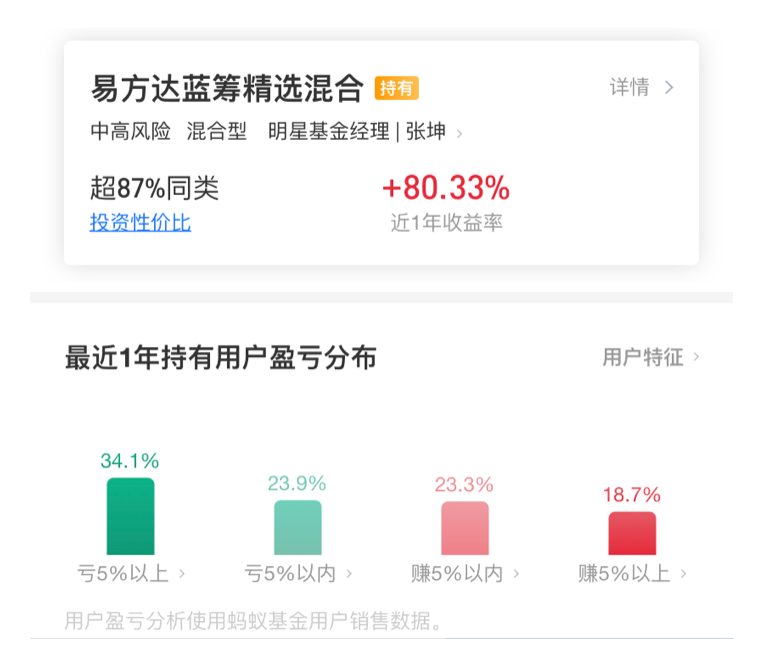 易方达蓝筹精选混合 持有 详情 >
中高风险 混合型 明星基金经理 | 张坤 >
超87%同类 +80.33%
投资性价比 近1年收益率
最近1年持有用户盈亏分布 用户特征 >
34.1% 23.9% 23.3% 18.7%
亏5%以上 > 亏5%以内 > 赚5%以内 > 赚5%以上 >
用户盈亏分析使用蚂蚁基金用户销售数据。